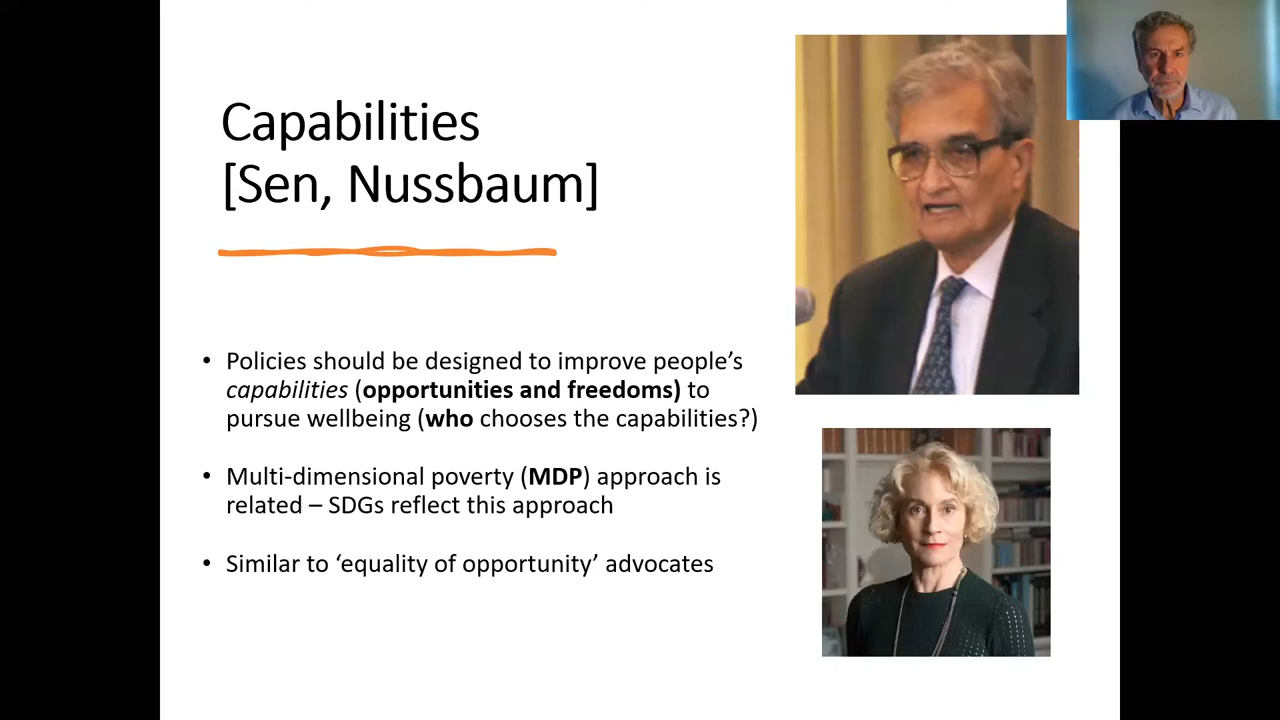 Capabilities
[Sen, Nussbaum]
• Policies should be designed to improve people’s
capabilities (opportunities and freedoms) to
pursue wellbeing (who chooses the capabilities?)
• Multi-dimensional poverty (MDP) approach is
related – SDGs reflect this approach
• Similar to ‘equality of opportunity’ advocates